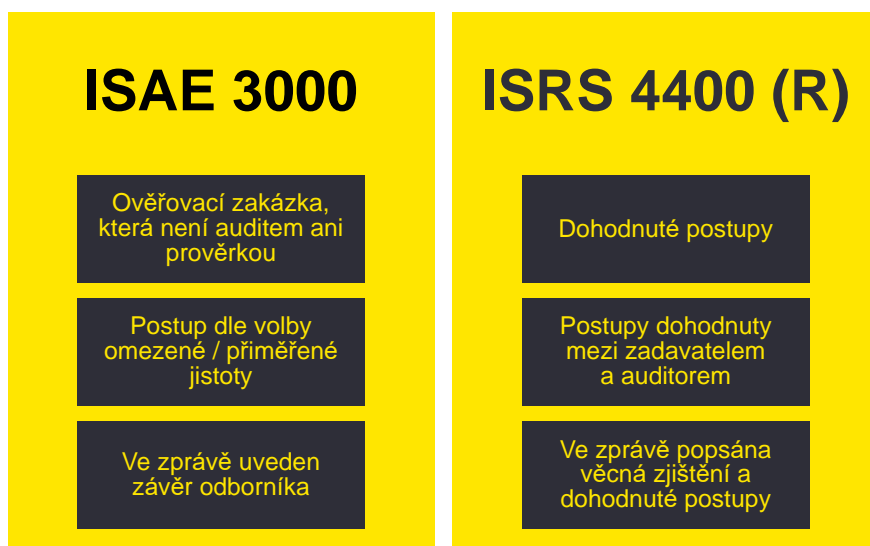 ISAE 3000
Ověřovací zakázka,
která není auditem ani
prověrkou
Postup dle volby
omezené / přiměřené
jistoty
Ve zprávě uveden
závěr odborníka
ISRS 4400 (R)
Dohodnuté postupy
Postupy dohodnuty
mezi zadavatelem
a auditorem
Ve zprávě popsána
věcná zjištění a
dohodnuté postupy